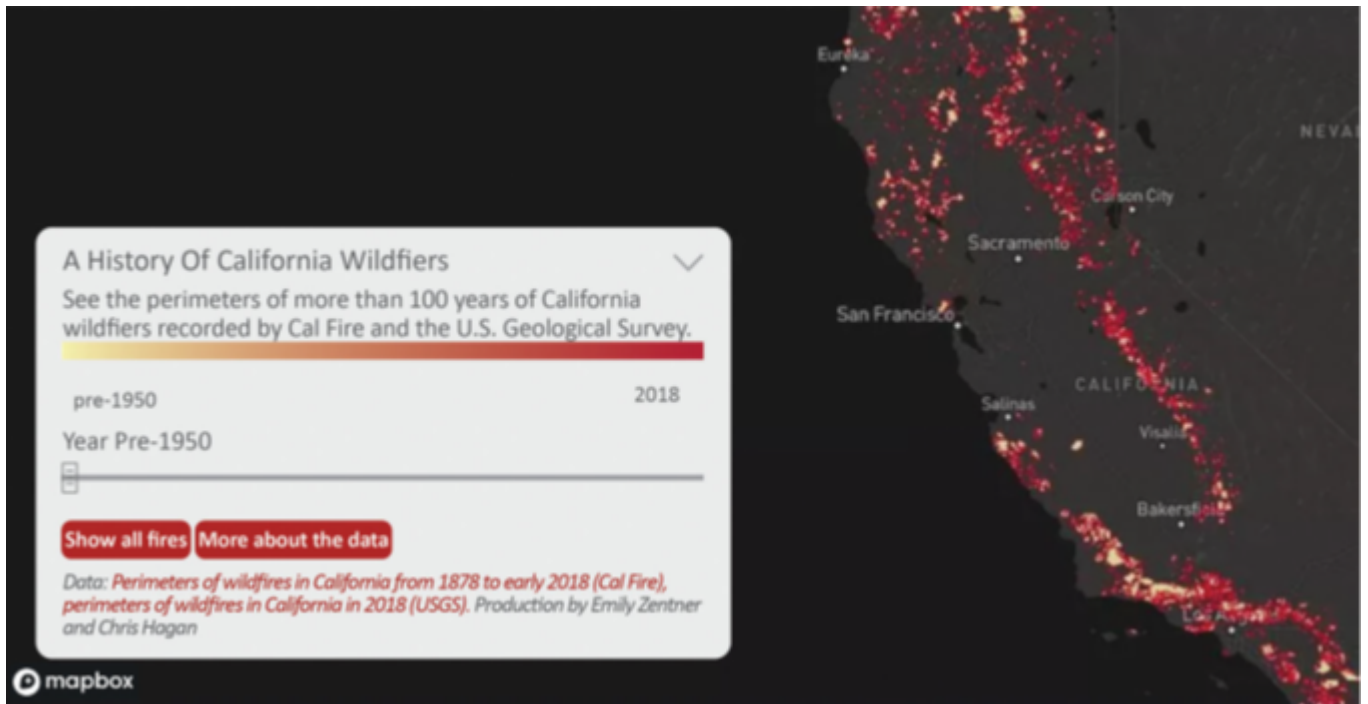 Eureka
NEVA
Carson City
Sacramento
San Francisco
CALIFORNIA
Salinas
Visalia
Bakersfield
A History Of California Wildfiers
See the perimeters of more than 100 years of California
wildfiers recorded by Cal Fire and the U.S. Geological Survey.
pre-1950
2018
Year Pre-1950
Show all fires
More about the data
Data: Perimeters of wildfires in California from 1878 to early 2018 (Cal Fire),
perimeters of wildfires in California in 2018 (USGS). Production by Emily Zentner
and Chris Hagan
Los Angeles
mapbox